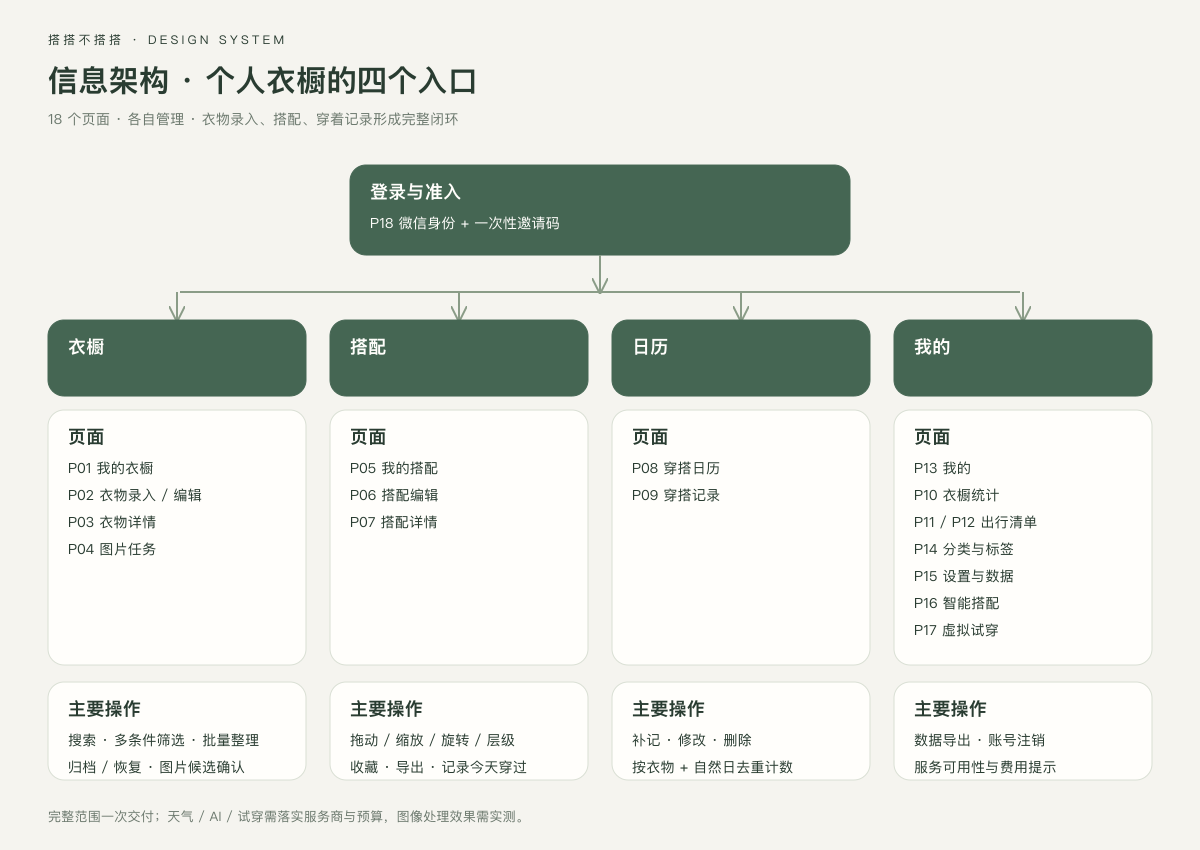 搭搭不搭搭 · DESIGN SYSTEM
信息架构 · 个人衣橱的四个入口
18 个页面 · 各自管理 · 衣物录入、搭配、穿着记录形成完整闭环
登录与准入
P18 微信身份 + 一次性邀请码
衣橱
搭配
日历
我的
页面
P01 我的衣橱
P02 衣物录入 / 编辑
P03 衣物详情
P04 图片任务
页面
P05 我的搭配
P06 搭配编辑
P07 搭配详情
页面
P08 穿搭日历
P09 穿搭记录
页面
P13 我的
P10 衣橱统计
P11 / P12 出行清单
P14 分类与标签
P15 设置与数据
P16 智能搭配
P17 虚拟试穿
主要操作
搜索 · 多条件筛选 · 批量整理
归档 / 恢复 · 图片候选确认
主要操作
拖动 / 缩放 / 旋转 / 层级
收藏 · 导出 · 记录今天穿过
主要操作
补记 · 修改 · 删除
按衣物 + 自然日去重计数
主要操作
数据导出 · 账号注销
服务可用性与费用提示
完整范围一次交付；天气 / AI / 试穿需落实服务商与预算，图像处理效果需实测。